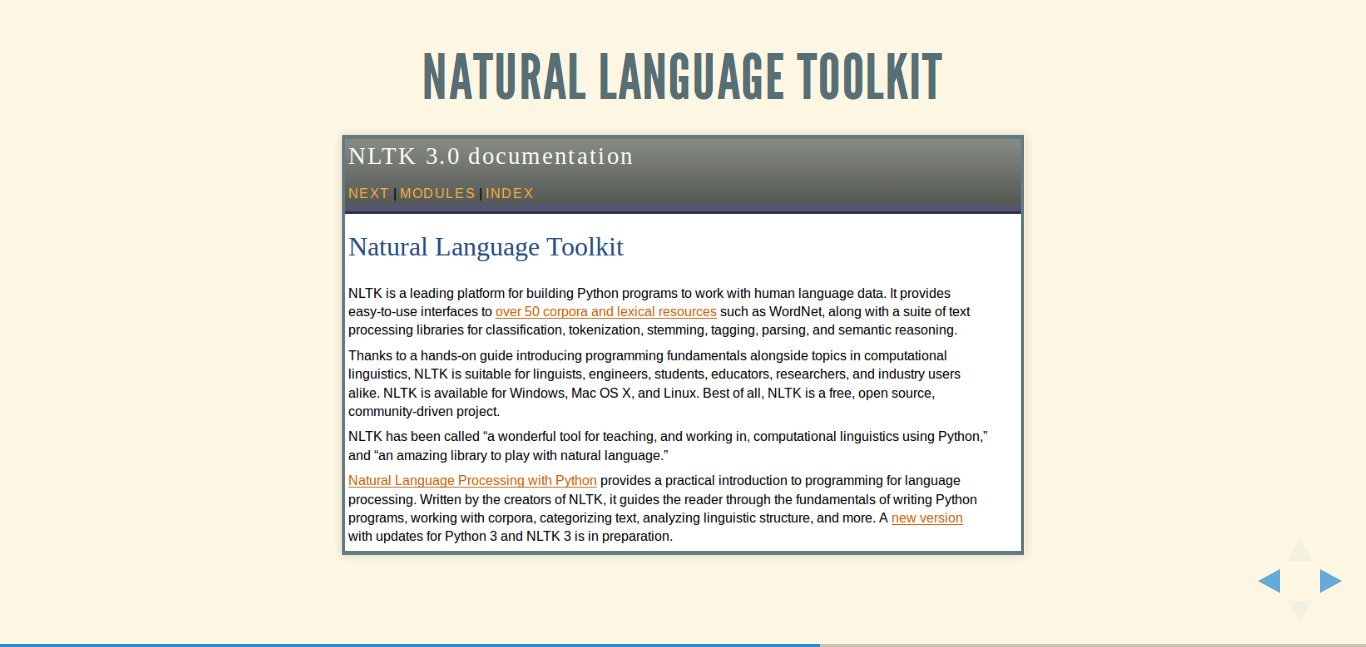 NATURAL LANGUAGE TOOLKIT
NLTK 3.0 documentation
NEXT | MODULES | INDEX
Natural Language Toolkit
NLTK is a leading platform for building Python programs to work with human language data. It provides
easy-to-use interfaces to over 50 corpora and lexical resources such as WordNet, along with a suite of text
processing libraries for classification, tokenization, stemming, tagging, parsing, and semantic reasoning.
Thanks to a hands-on guide introducing programming fundamentals alongside topics in computational
linguistics, NLTK is suitable for linguists, engineers, students, educators, researchers, and industry users
alike. NLTK is available for Windows, Mac OS X, and Linux. Best of all, NLTK is a free, open source,
community-driven project.
NLTK has been called “a wonderful tool for teaching, and working in, computational linguistics using Python,”
and “an amazing library to play with natural language.”
Natural Language Processing with Python provides a practical introduction to programming for language
processing. Written by the creators of NLTK, it guides the reader through the fundamentals of writing Python
programs, working with corpora, categorizing text, analyzing linguistic structure, and more. A new version
with updates for Python 3 and NLTK 3 is in preparation.